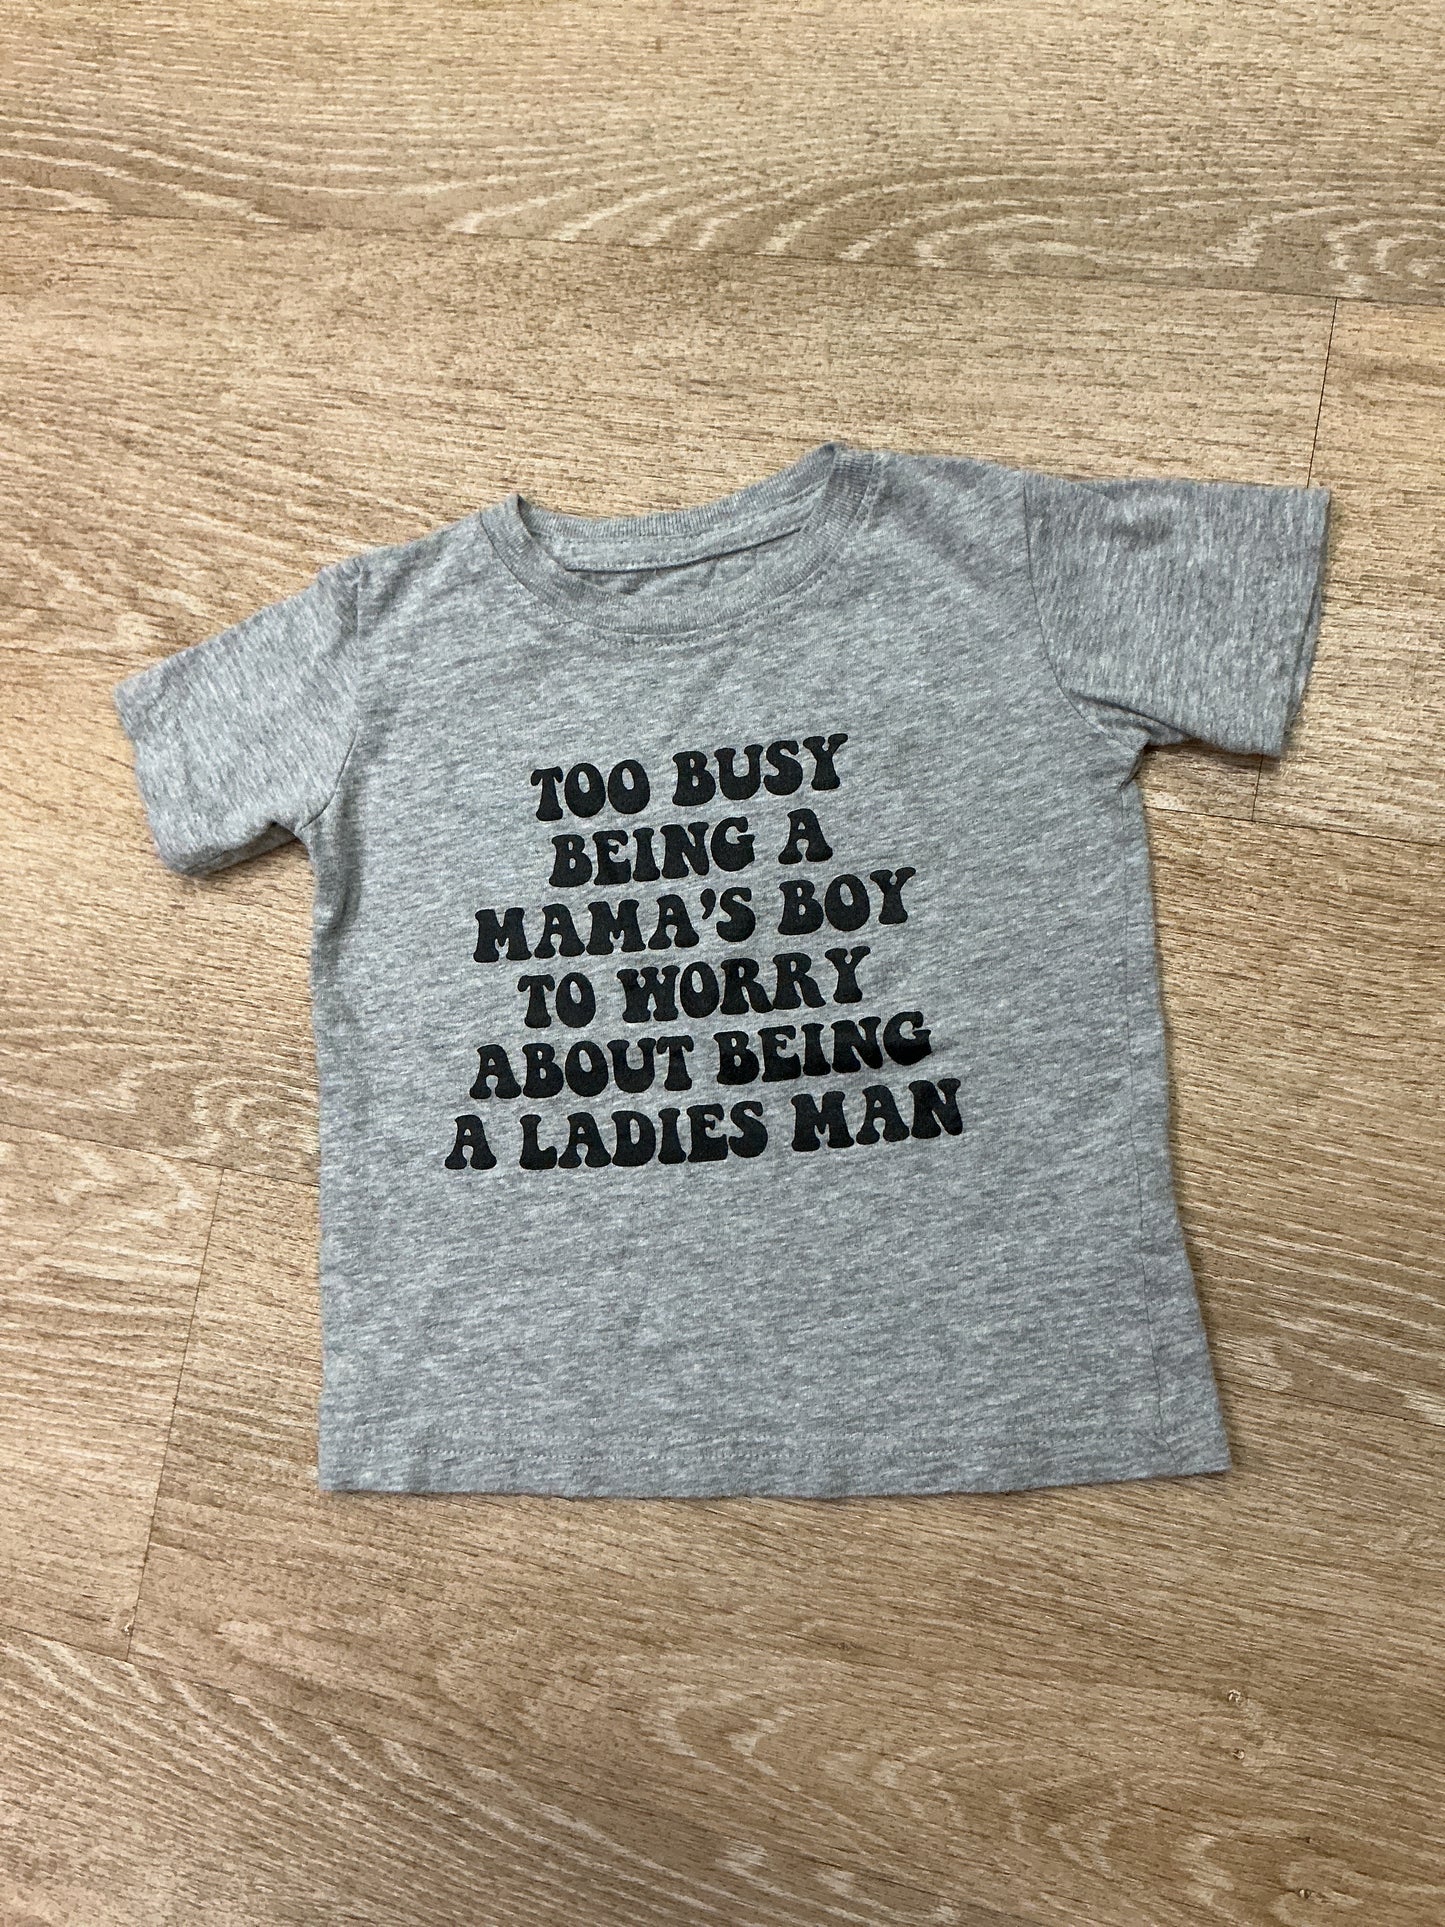 TOO BUSY
BEING A
MAMA'S BOY
TO WORRY
ABOUT BEING
A LADIES MAN